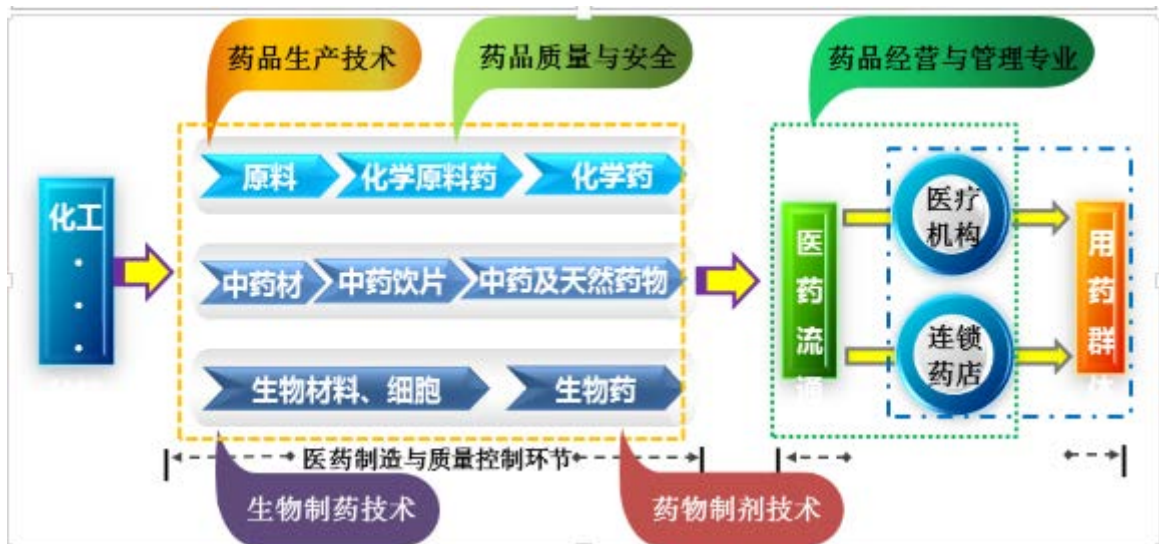 药品生产技术
药品质量与安全
药品经营与管理专业
化工
·
·
·
原料
化学原料药
化学药
中药材
中药饮片
中药及天然药物
生物材料、细胞
生物药
医药流通
医疗
机构
连锁
药店
用药群体
医药制造与质量控制环节
生物制药技术
药物制剂技术